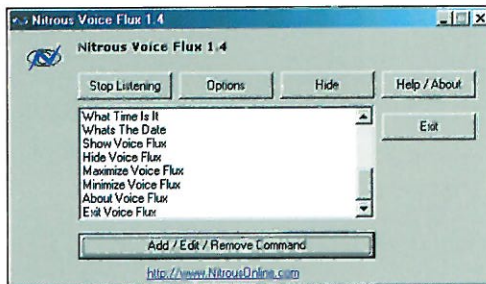 Nitrous Voice Flux 1.4
Nitrous Voice Flux 1.4
Stop Listening
Options
Hide
Help / About
What Time Is It
Whats The Date
Show Voice Flux
Hide Voice Flux
Maximize Voice Flux
Minimize Voice Flux
About Voice Flux
Exit Voice Flux
Exit
Add / Edit / Remove Command
http://www.NitrousOnline.com